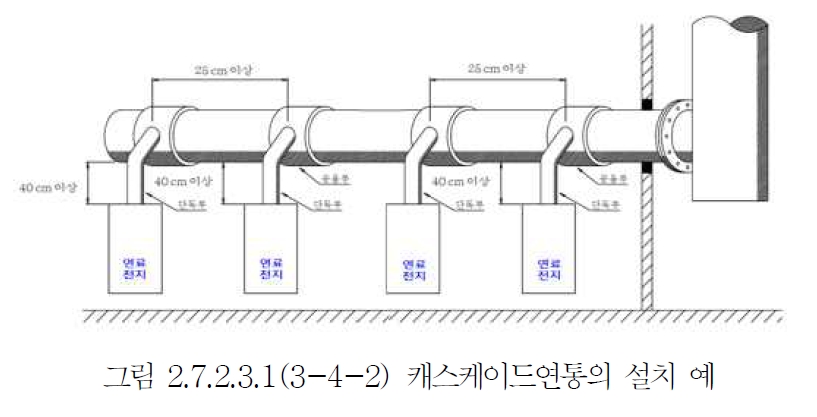 25 cm 이상
25 cm 이상
40 cm 이상
40 cm 이상
40 cm 이상
공용부
공용부
단독부
단독부
단독부
단독부
연료
전지
연료
전지
연료
전지
연료
전지
그림 2.7.2.3.1(3-4-2) 캐스케이드연통의 설치 예